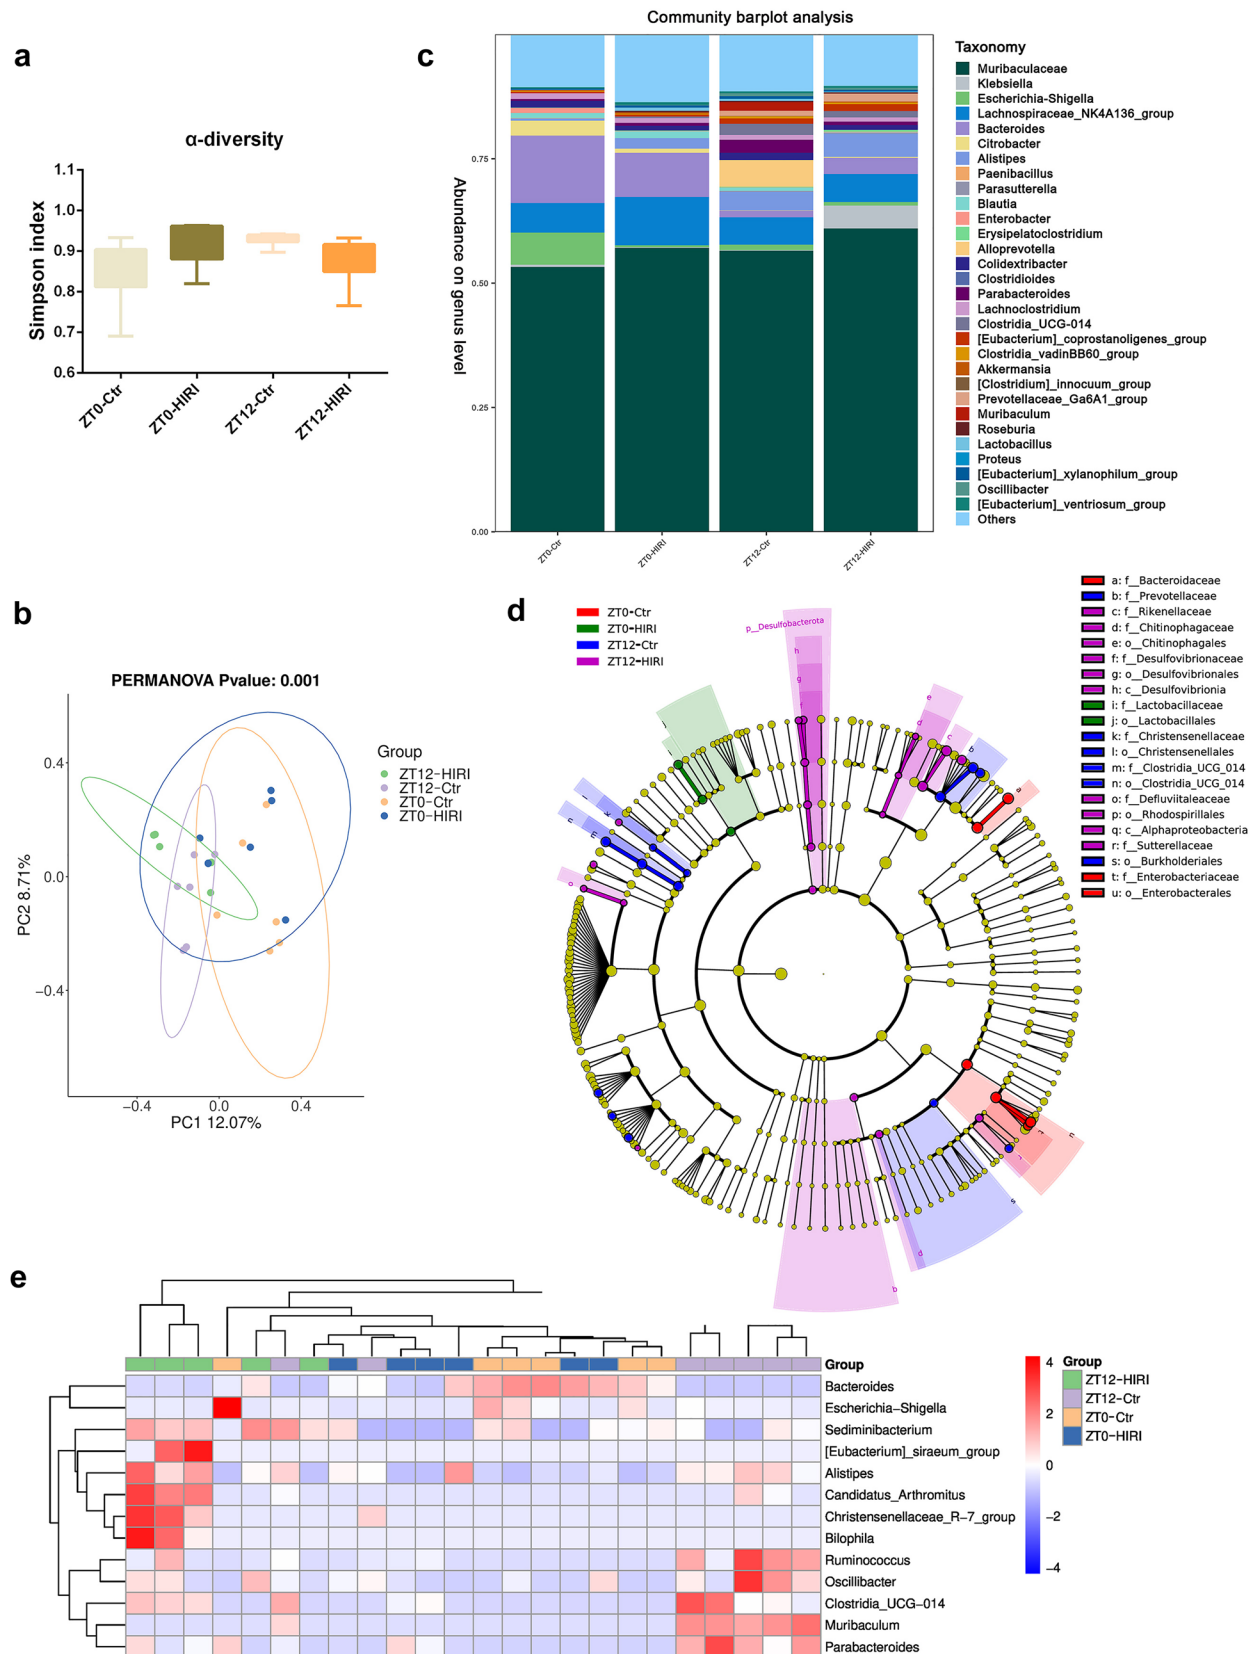 a
α-diversity
Simpson index
1.1
1.0
0.9
0.8
0.7
0.6
ZT0-Ctr
ZT0-HIRI
ZT12-Ctr
ZT12-HIRI
c
Community barplot analysis
Abundance on genus level
0.75
0.50
0.25
0.00
ZT0-Ctr
ZT0-HIRI
ZT12-Ctr
ZT12-HIRI
Taxonomy
Muribaculaceae
Klebsiella
Escherichia-Shigella
Lachnospiraceae_NK4A136_group
Bacteroides
Citrobacter
Alistipes
Paenibacillus
Parasutterella
Blautia
Enterobacter
Erysipelatoclostridium
Alloprevotella
Colidextribacter
Clostridioides
Parabacteroides
Lachnoclostridium
Clostridia_UCG-014
[Eubacterium]_coprostanoligenes_group
Clostridia_vadinBB60_group
Akkermansia
[Clostridium]_innocuum_group
Prevotellaceae_Ga6A1_group
Muribaculum
Roseburia
Lactobacillus
Proteus
[Eubacterium]_xylanophilum_group
Oscillibacter
[Eubacterium]_ventriosum_group
Others
b
PERMANOVA Pvalue: 0.001
PC2 8.71%
0.4
0.0
−0.4
−0.4
0.0
0.4
PC1 12.07%
Group
ZT12−HIRI
ZT12−Ctr
ZT0−Ctr
ZT0−HIRI
d
ZT0-Ctr
ZT0-HIRI
ZT12-Ctr
ZT12-HIRI
p__Desulfobacterota
h
g
e
d
c
b
a
k
n
m
o
s
b
d
a: f__Bacteroidaceae
b: f__Prevotellaceae
c: f__Rikenellaceae
d: f__Chitinophagaceae
e: o__Chitinophagales
f: f__Desulfovibrionaceae
g: o__Desulfovibrionales
h: c__Desulfovibrionia
i: f__Lactobacillaceae
j: o__Lactobacillales
k: f__Christensenellaceae
l: o__Christensenellales
m: f__Clostridia_UCG_014
n: o__Clostridia_UCG_014
o: f__Defluviitaleaceae
p: o__Rhodospirillales
q: c__Alphaproteobacteria
r: f__Sutterellaceae
s: o__Burkholderiales
t: f__Enterobacteriaceae
u: o__Enterobacterales
e
Group
Bacteroides
Escherichia−Shigella
Sediminibacterium
[Eubacterium]_siraeum_group
Alistipes
Candidatus_Arthromitus
Christensenellaceae_R−7_group
Bilophila
Ruminococcus
Oscillibacter
Clostridia_UCG−014
Muribaculum
Parabacteroides
4
2
0
−2
−4
Group
ZT12−HIRI
ZT12−Ctr
ZT0−Ctr
ZT0−HIRI